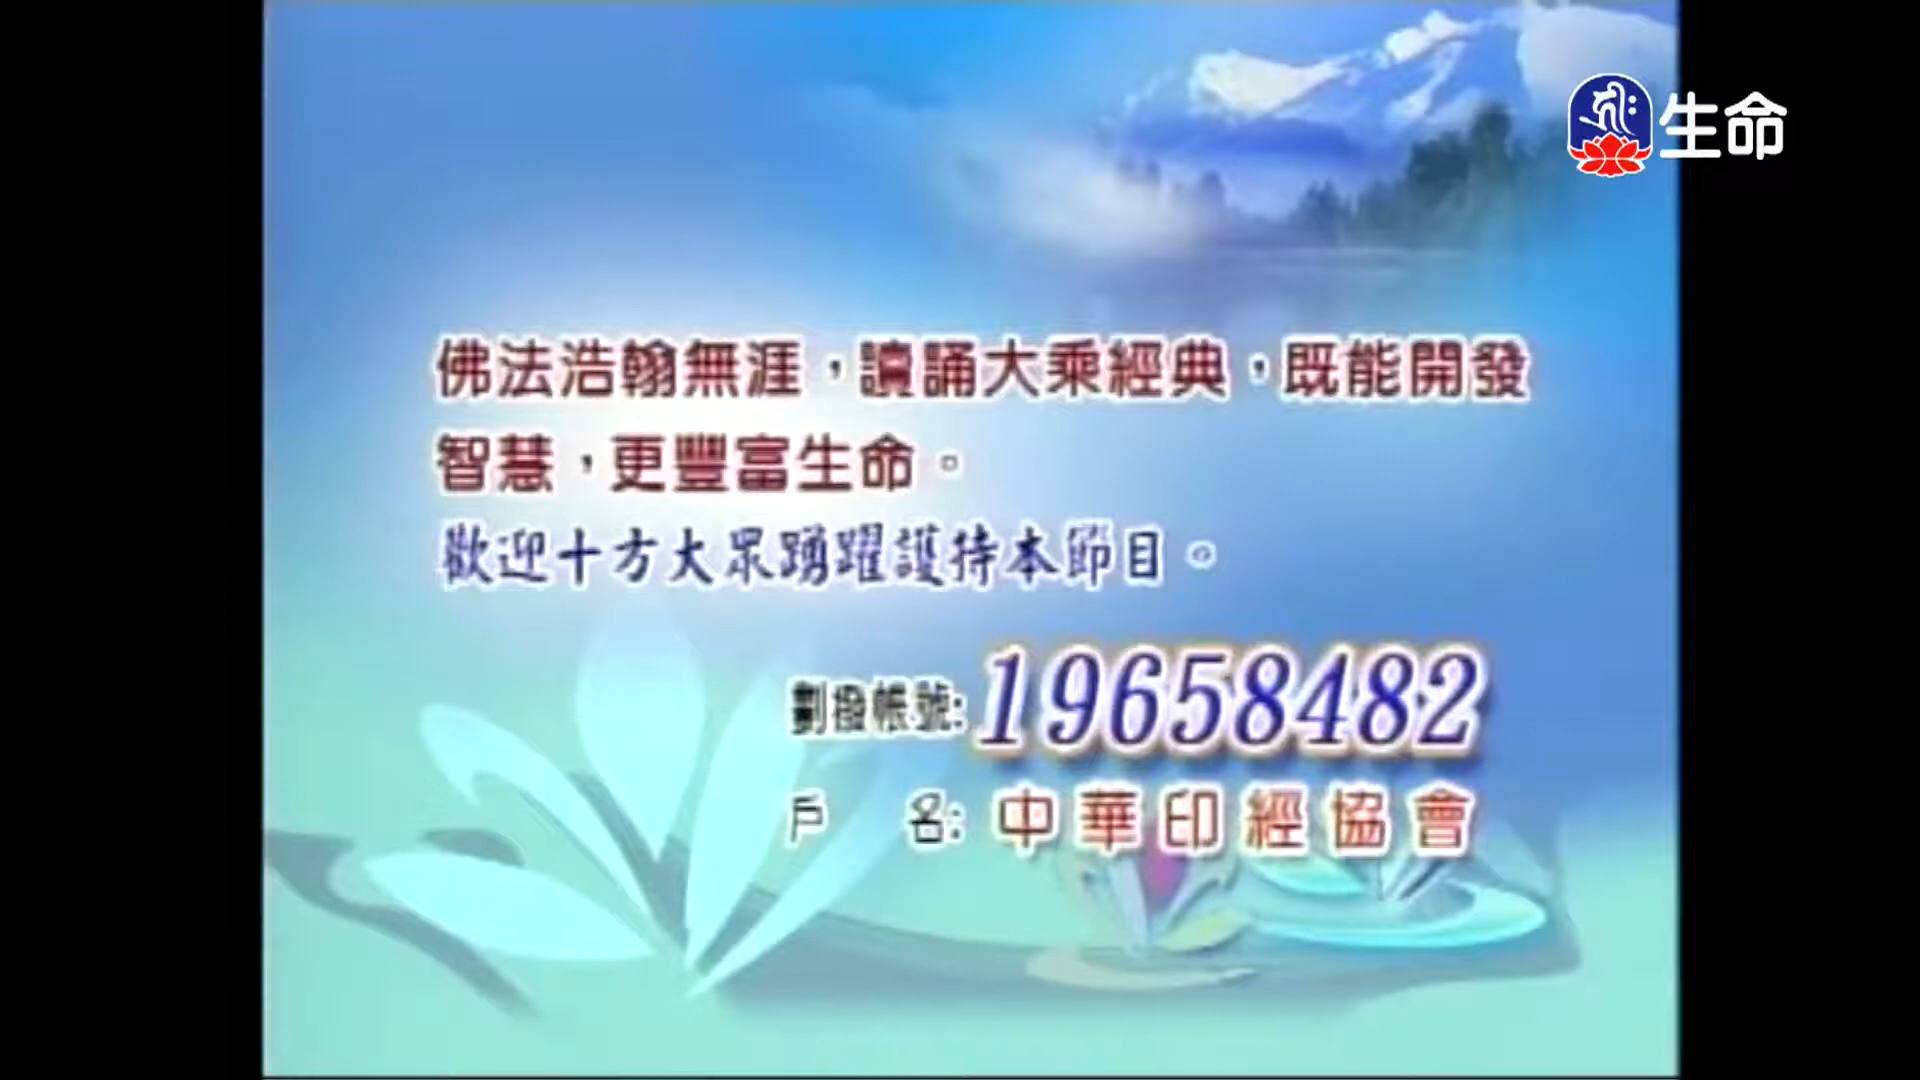 生命
佛法浩翰無涯，讀誦大乘經典，既能開發
智慧，更豐富生命。
歡迎十方大眾踴躍護持本節目。
劃撥帳號:19658482
戶 名:中華印經協會